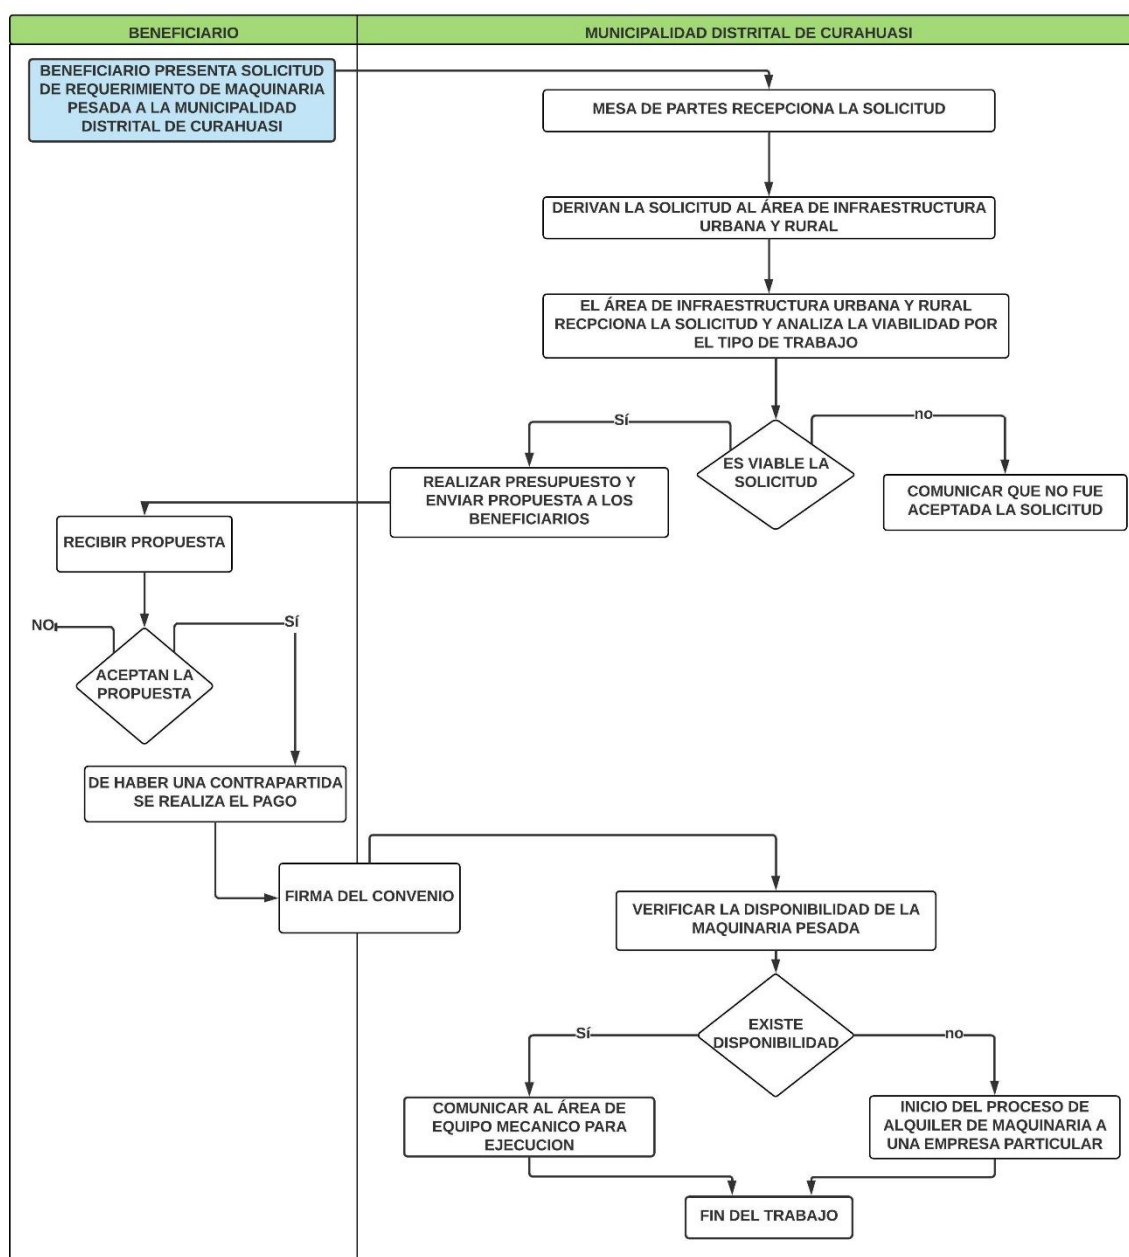 BENEFICIARIO
MUNICIPALIDAD DISTRITAL DE CURAHUASI
BENEFICIARIO PRESENTA SOLICITUD
DE REQUERIMIENTO DE MAQUINARIA
PESADA A LA MUNICIPALIDAD
DISTRITAL DE CURAHUASI
MESA DE PARTES RECEPCIONA LA SOLICITUD
DERIVAN LA SOLICITUD AL ÁREA DE INFRAESTRUCTURA
URBANA Y RURAL
EL ÁREA DE INFRAESTRUCTURA URBANA Y RURAL
RECPCIONA LA SOLICITUD Y ANALIZA LA VIABILIDAD POR
EL TIPO DE TRABAJO
Sí
no
ES VIABLE LA
SOLICITUD
REALIZAR PRESUPUESTO Y
ENVIAR PROPUESTA A LOS
BENEFICIARIOS
COMUNICAR QUE NO FUE
ACEPTADA LA SOLICITUD
RECIBIR PROPUESTA
NO
Sí
ACEPTAN LA
PROPUESTA
DE HABER UNA CONTRAPARTIDA
SE REALIZA EL PAGO
FIRMA DEL CONVENIO
VERIFICAR LA DISPONIBILIDAD DE LA
MAQUINARIA PESADA
EXISTE
DISPONIBILIDAD
Sí
no
COMUNICAR AL ÁREA DE
EQUIPO MECANICO PARA
EJECUCION
INICIO DEL PROCESO DE
ALQUILER DE MAQUINARIA A
UNA EMPRESA PARTICULAR
FIN DEL TRABAJO